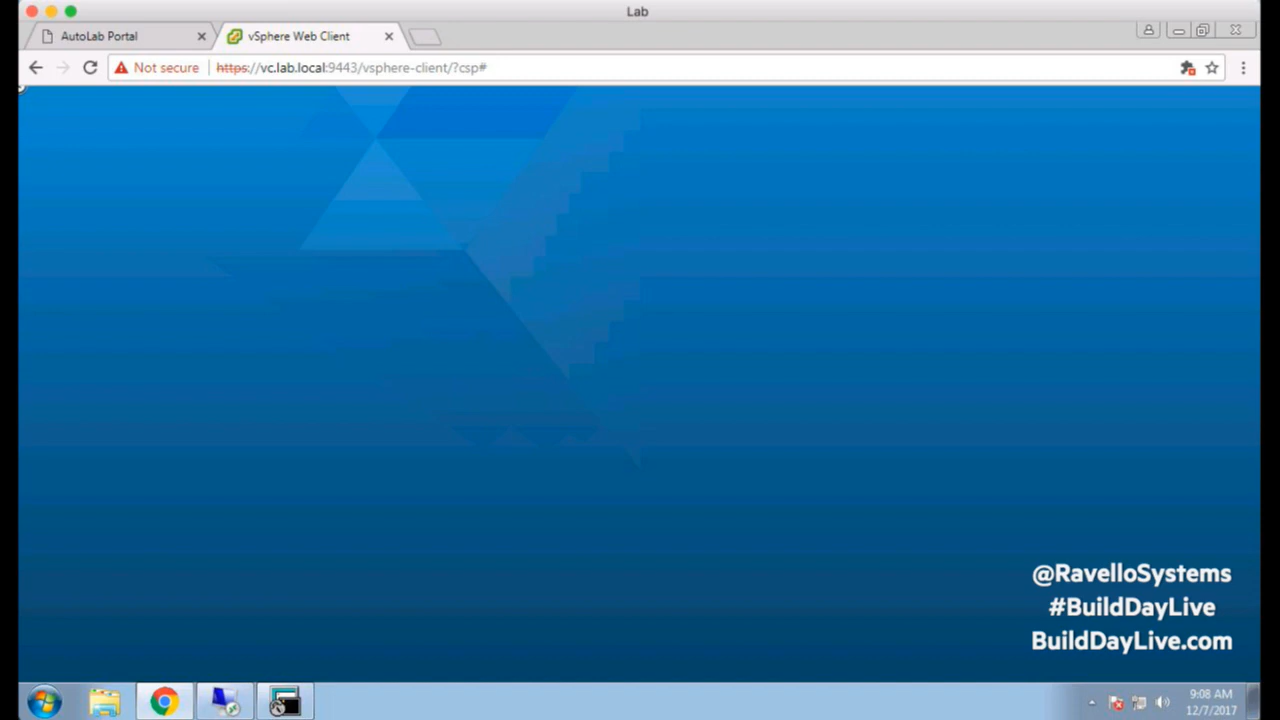 Lab
AutoLab Portal
vSphere Web Client
Not secure
https://vc.lab.local:9443/vsphere-client/?csp#
@RavelloSystems
#BuildDayLive
BuildDayLive.com
9:08 AM
12/7/2017